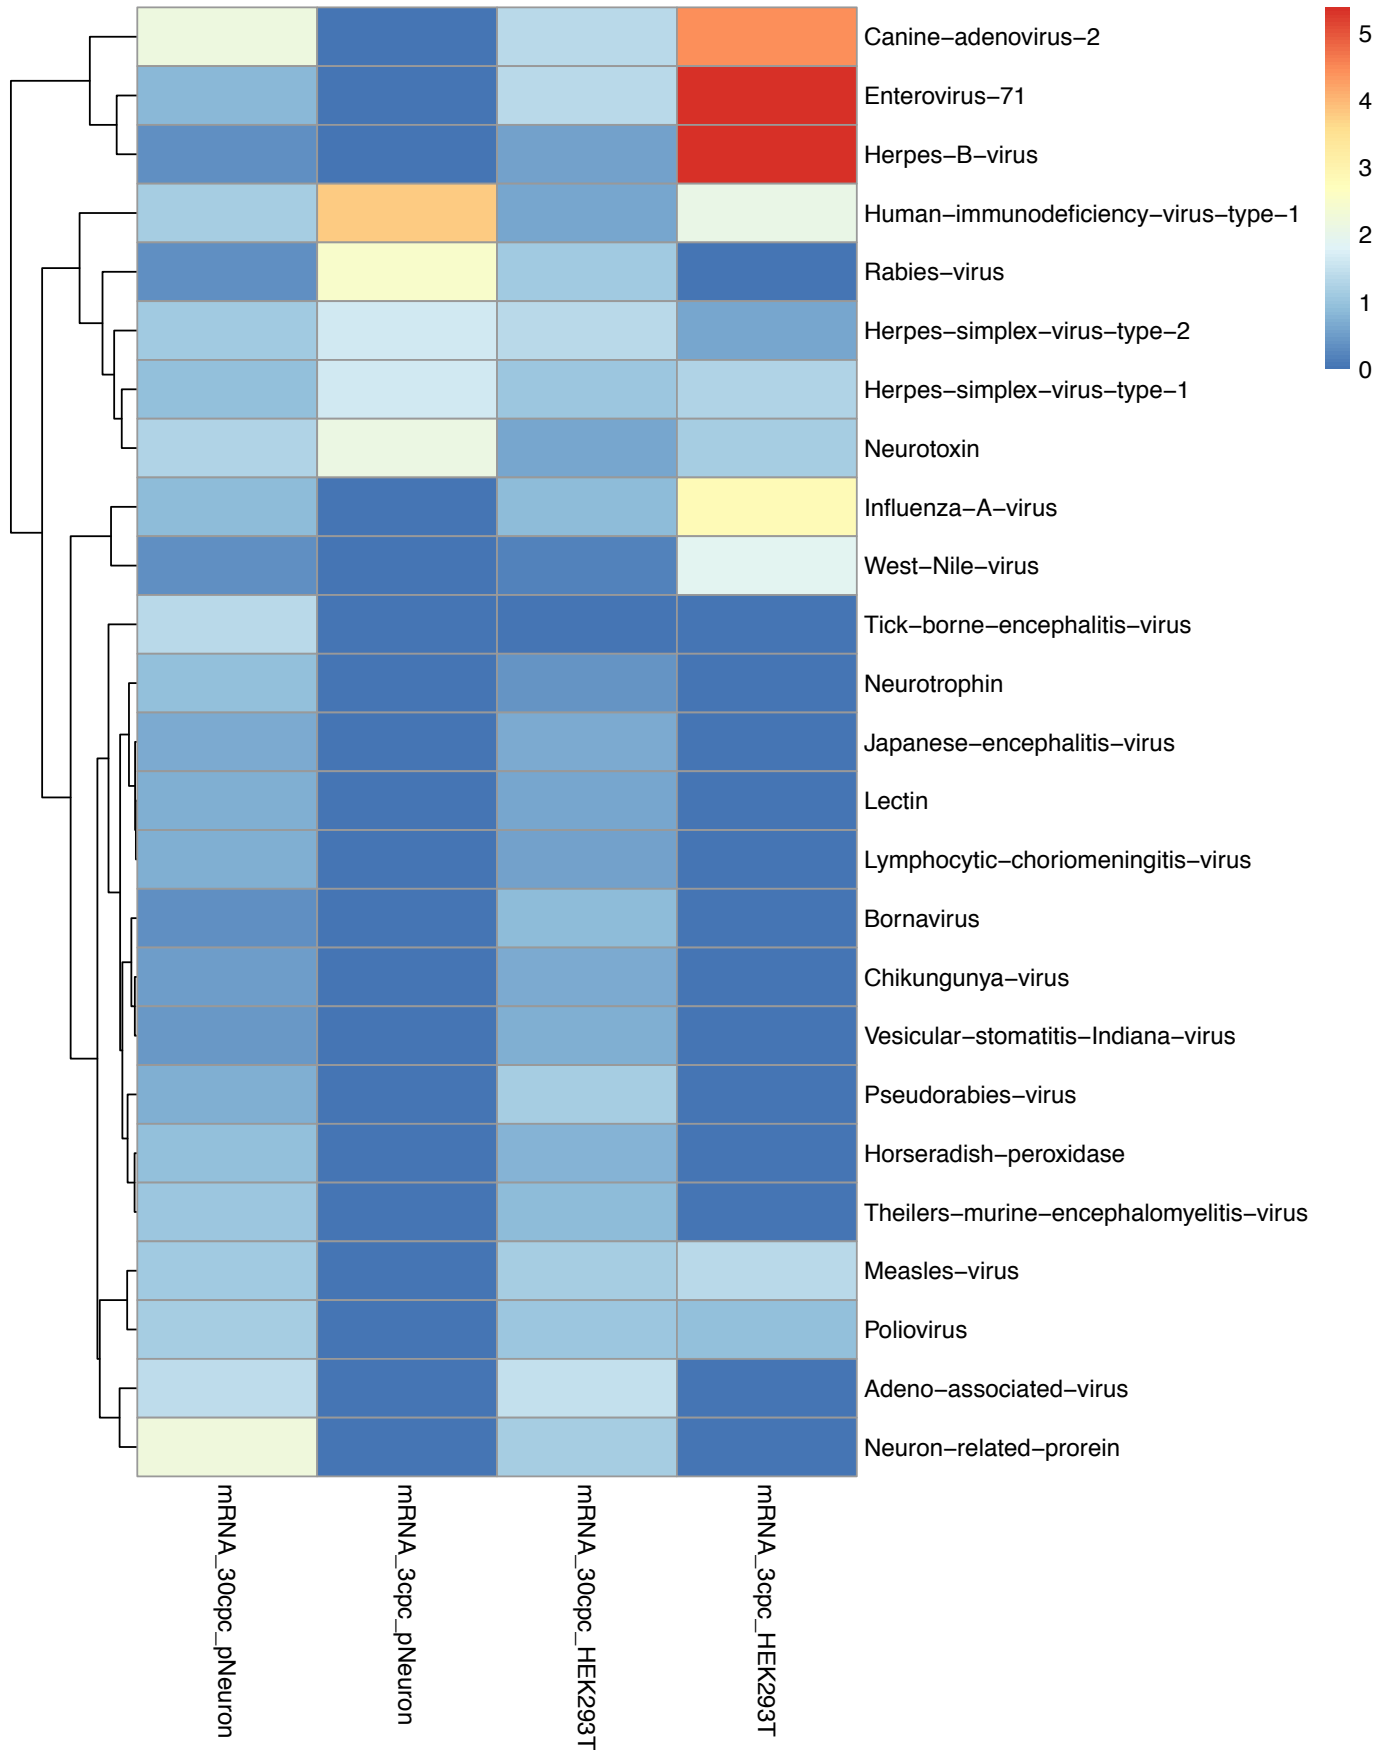 Canine-adenovirus-2
Enterovirus-71
Herpes-B-virus
Human-immunodeficiency-virus-type-1
Rabies-virus
Herpes-simplex-virus-type-2
Herpes-simplex-virus-type-1
Neurotoxin
Influenza-A-virus
West-Nile-virus
Tick-borne-encephalitis-virus
Neurotrophin
Japanese-encephalitis-virus
Lectin
Lymphocytic-choriomeningitis-virus
Bornavirus
Chikungunya-virus
Vesicular-stomatitis-Indiana-virus
Pseudorabies-virus
Horseradish-peroxidase
Theilers-murine-encephalomyelitis-virus
Measles-virus
Poliovirus
Adeno-associated-virus
Neuron-related-prorein
5
4
3
2
1
0
mRNA_30cpc_pNeuron
mRNA_3cpc_pNeuron
mRNA_30cpc_HEK293T
mRNA_3cpc_HEK293T